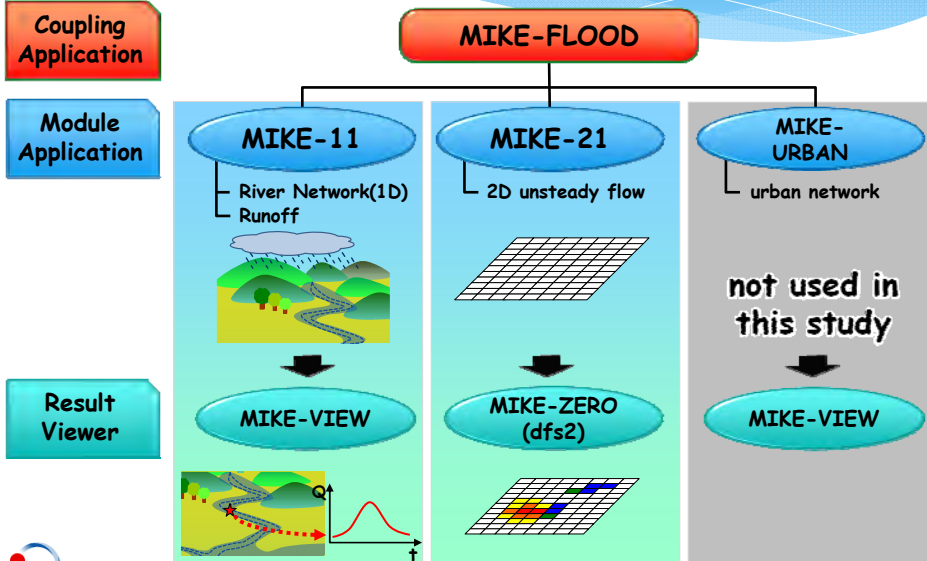 Coupling
Application
MIKE-FLOOD
Module
Application
MIKE-11
River Network(1D)
Runoff
MIKE-21
2D unsteady flow
MIKE-
URBAN
urban network
not used in
this study
Result
Viewer
MIKE-VIEW
MIKE-ZERO
(dfs2)
MIKE-VIEW
Q
t